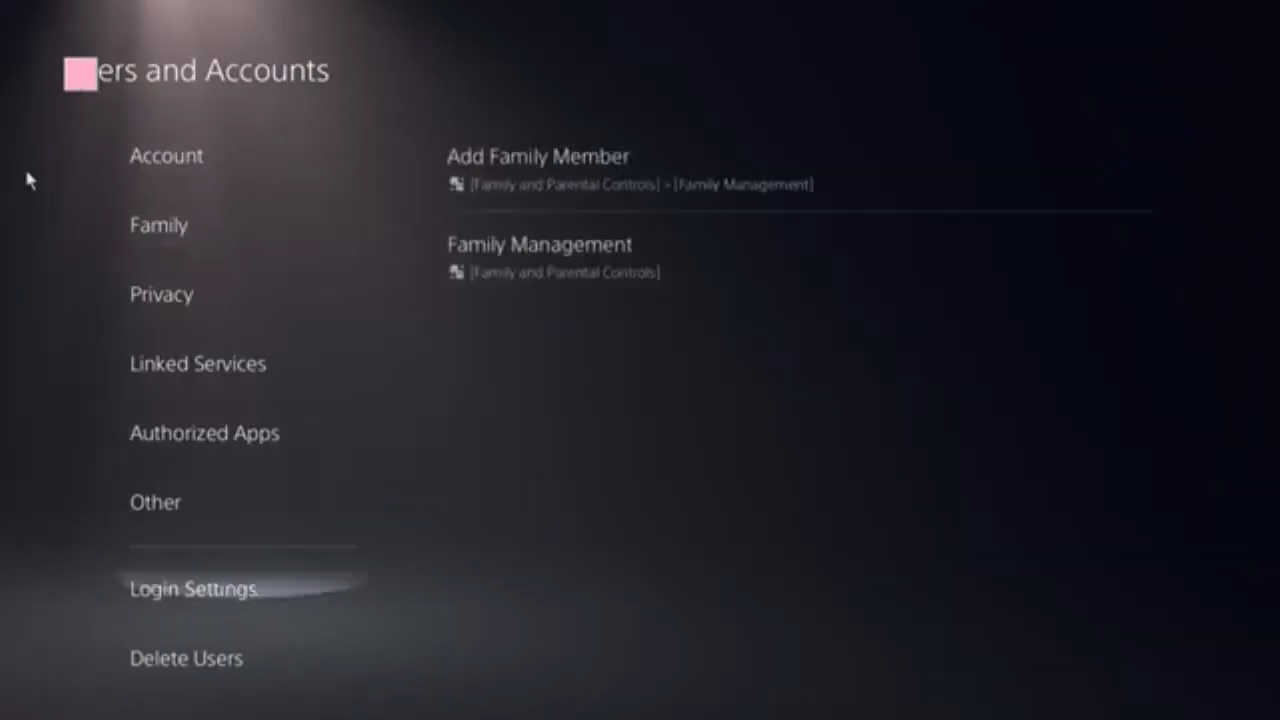 ers and Accounts
Account
Family
Privacy
Linked Services
Authorized Apps
Other
Login Settings
Delete Users
Add Family Member
[Family and Parental Controls] > [Family Management]
Family Management
[Family and Parental Controls]